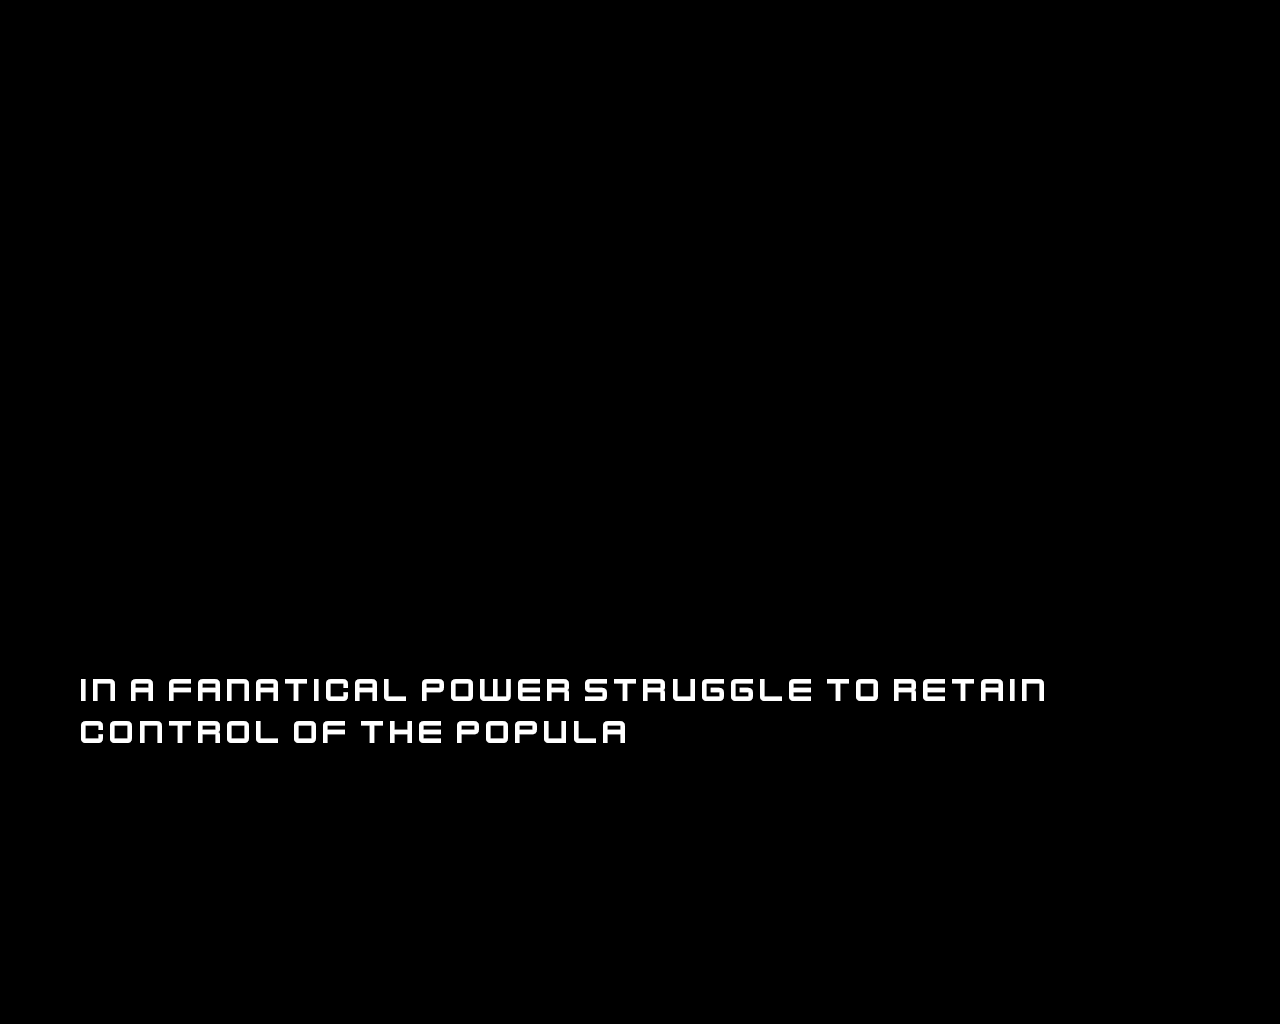 IN A FANATICAL POWER STRUGGLE TO RETAIN
CONTROL OF THE POPULA